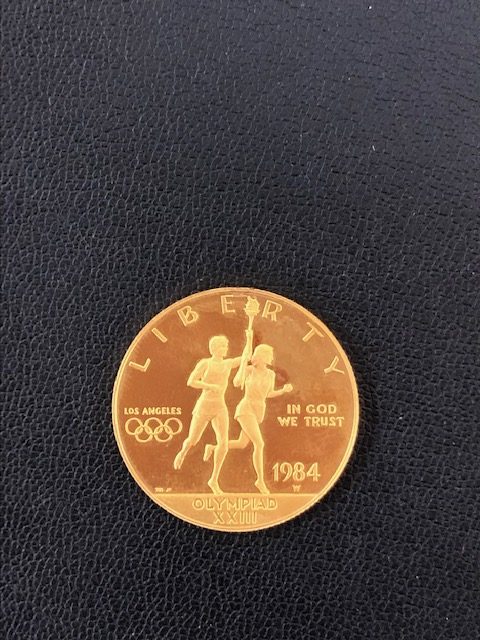 LIBERTY
LOS ANGELES
IN GOD
WE TRUST
1984
W
OLYMPIAD
XXIII